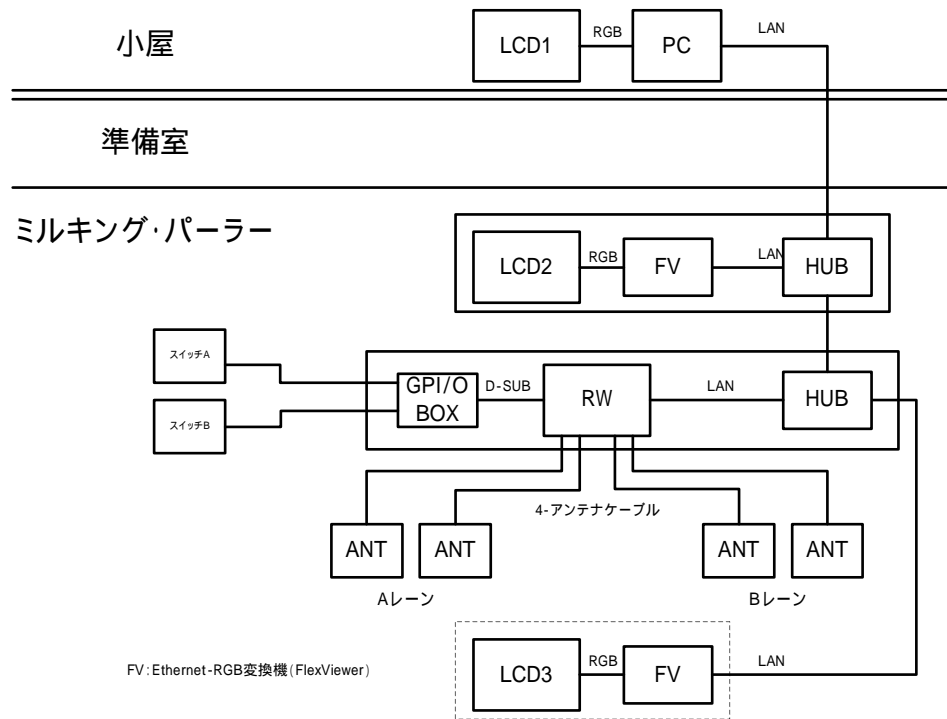 小屋
LCD1
RGB
PC
LAN
準備室
ミルキング・パーラー
LCD2
RGB
FV
LAN
HUB
スイッチA
スイッチB
GPI/O
BOX
D-SUB
RW
LAN
HUB
4-アンテナケーブル
ANT
ANT
ANT
ANT
Aレーン
Bレーン
FV:Ethernet-RGB変換機(FlexViewer)
LCD3
RGB
FV
LAN